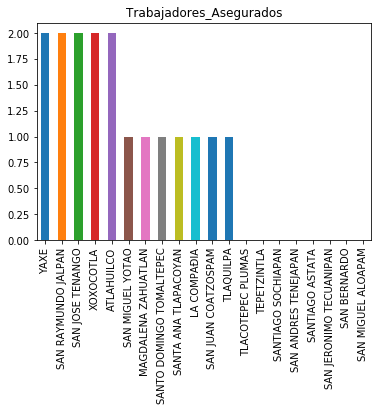 Trabajadores_Asegurados
2.00
1.75
1.50
1.25
1.00
0.75
0.50
0.25
0.00
YAXE
SAN RAYMUNDO JALPAN
SAN JOSE TENANGO
XOXOCOTLA
ATLAHUILCO
SAN MIGUEL YOTAO
MAGDALENA ZAHUATLAN
SANTO DOMINGO TOMALTEPEC
SANTA ANA TLAPACOYAN
LA COMPAÐIA
SAN JUAN COATZOSPAM
TLAQUILPA
TLACOTEPEC PLUMAS
TEPETZINTLA
SANTIAGO SOCHIAPAN
SAN ANDRES TENEJAPAN
SANTIAGO ASTATA
SAN JERONIMO TECUANIPAN
SAN BERNARDO
SAN MIGUEL ALOAPAM